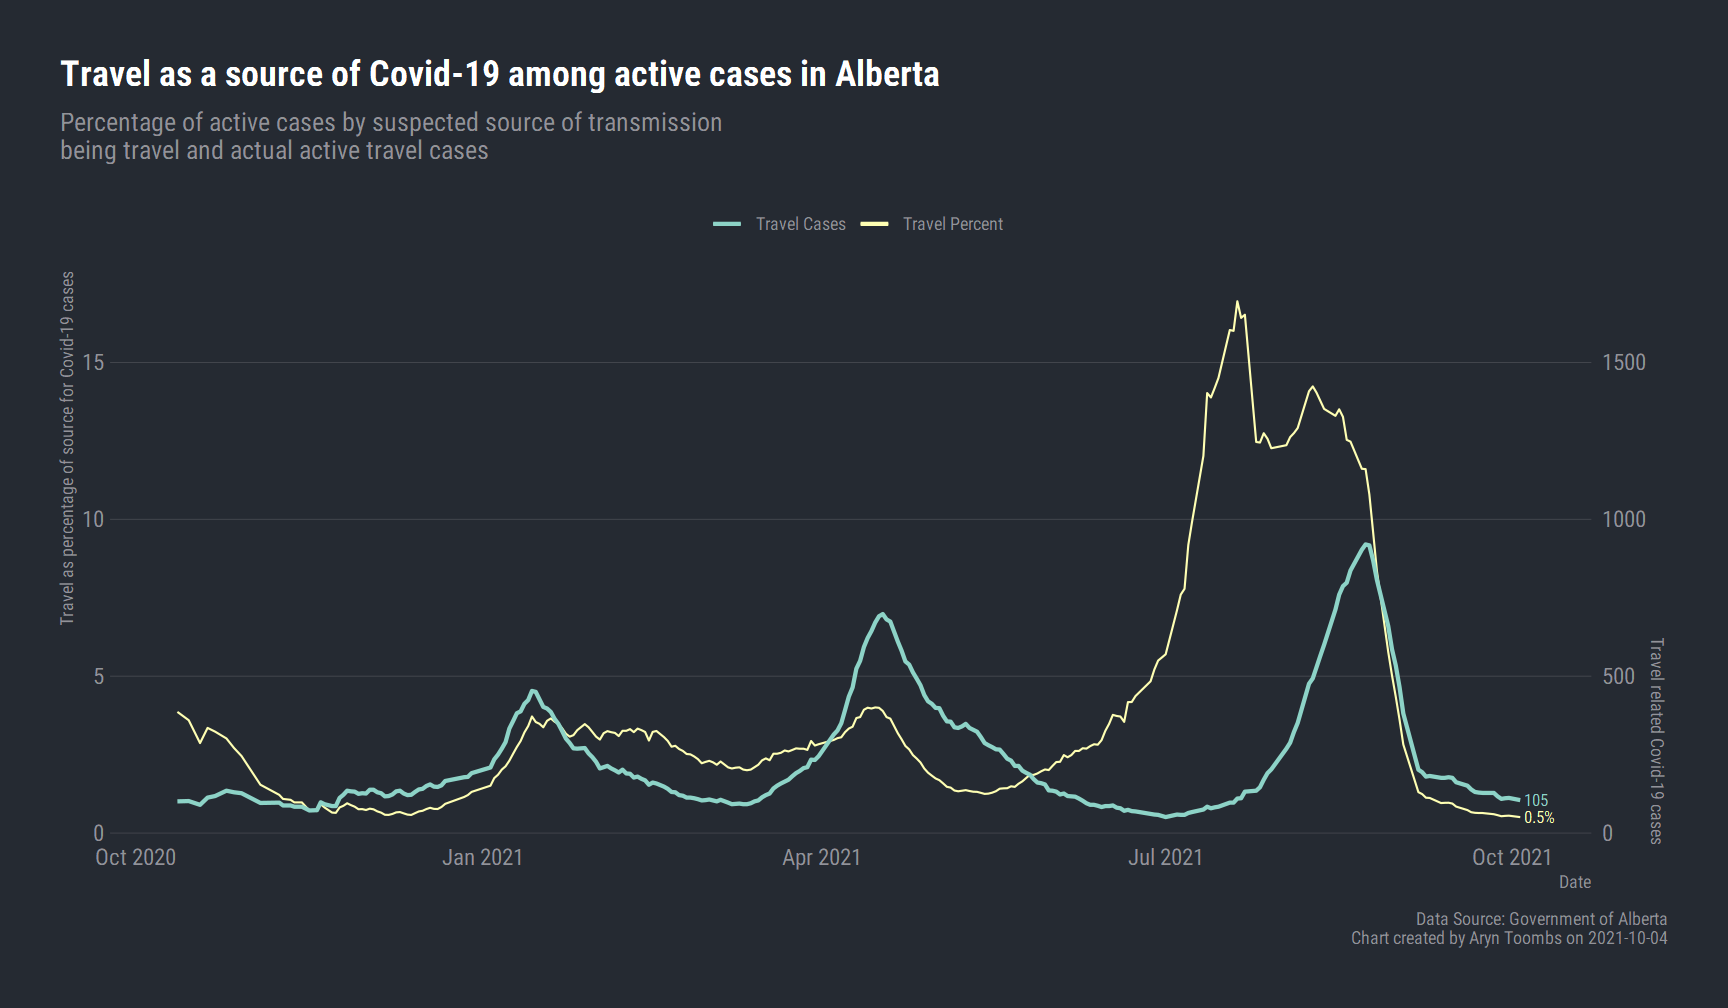 Travel as a source of Covid-19 among active cases in Alberta
Percentage of active cases by suspected source of transmission
being travel and actual active travel cases
Travel Cases
Travel Percent
Travel as percentage of source for Covid-19 cases
15
10
5
0
1500
1000
500
0
Travel related Covid-19 cases
105
0.5%
Oct 2020
Jan 2021
Apr 2021
Jul 2021
Oct 2021
Date
Data Source: Government of Alberta
Chart created by Aryn Toombs on 2021-10-04